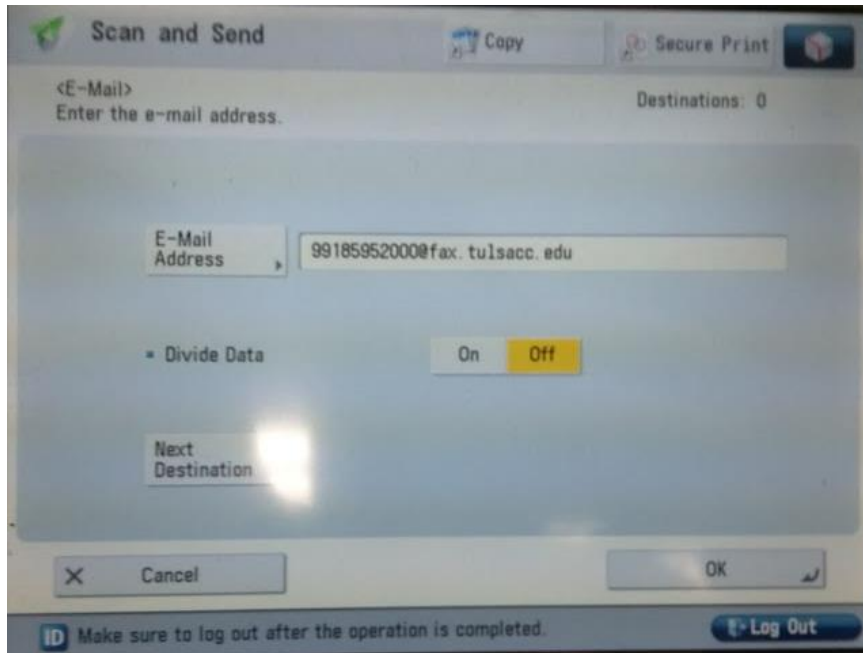 Scan and Send
Copy
Secure Print
<E-Mail>
Enter the e-mail address.
Destinations: 0
E-Mail
Address
99185952000@fax.tulsacc.edu
Divide Data
On
Off
Next
Destination
Cancel
OK
ID Make sure to log out after the operation is completed.
Log Out